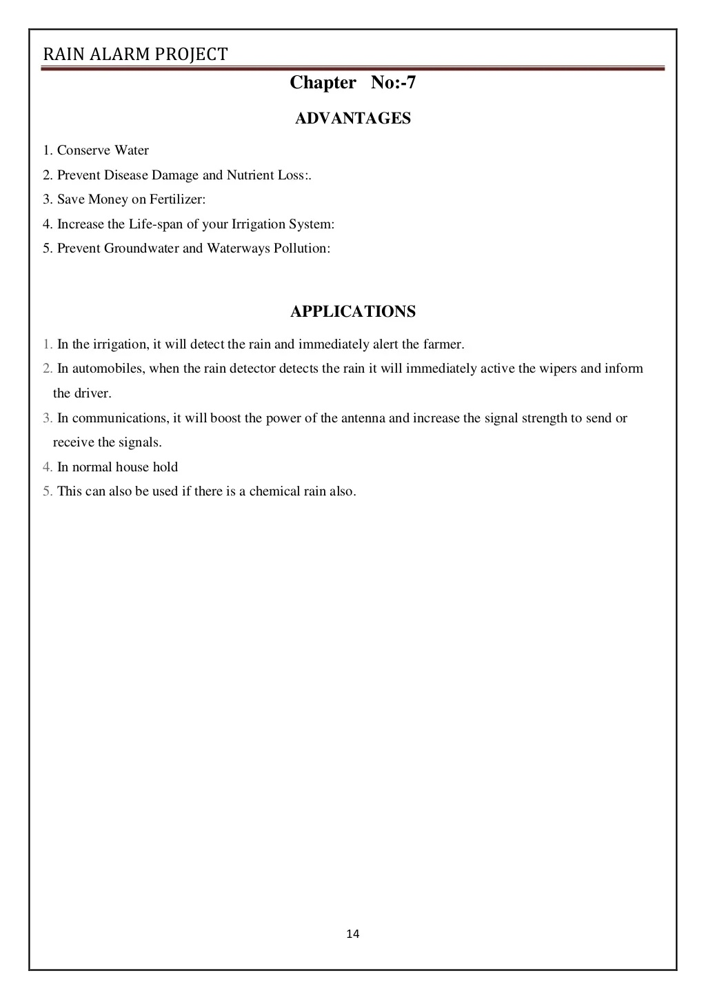 RAIN ALARM PROJECT
Chapter No:-7
ADVANTAGES
1. Conserve Water
2. Prevent Disease Damage and Nutrient Loss:.
3. Save Money on Fertilizer:
4. Increase the Life-span of your Irrigation System:
5. Prevent Groundwater and Waterways Pollution:
APPLICATIONS
1. In the irrigation, it will detect the rain and immediately alert the farmer.
2. In automobiles, when the rain detector detects the rain it will immediately active the wipers and inform
the driver.
3. In communications, it will boost the power of the antenna and increase the signal strength to send or
receive the signals.
4. In normal house hold
5. This can also be used if there is a chemical rain also.
14